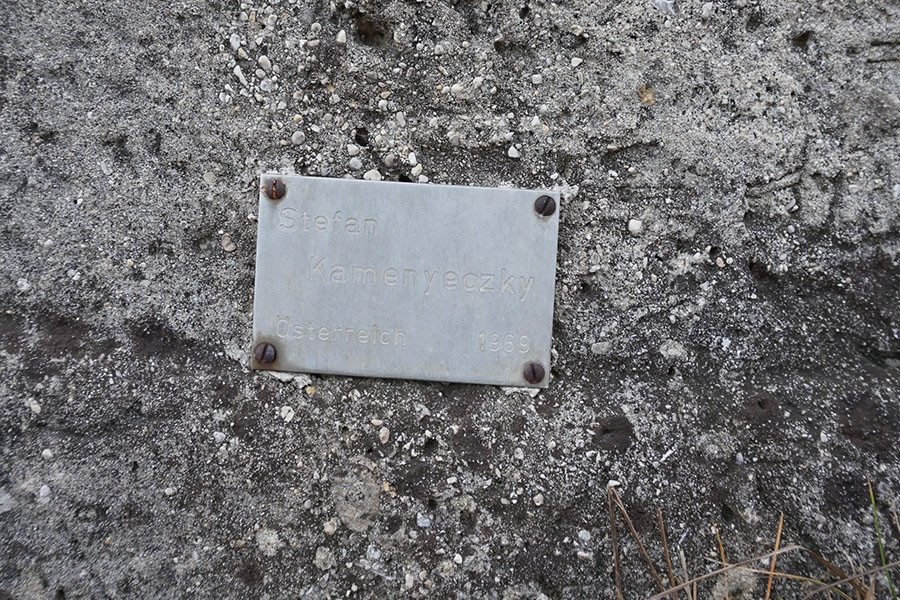 Stefan
Kamenyeczky
Österreich 1969